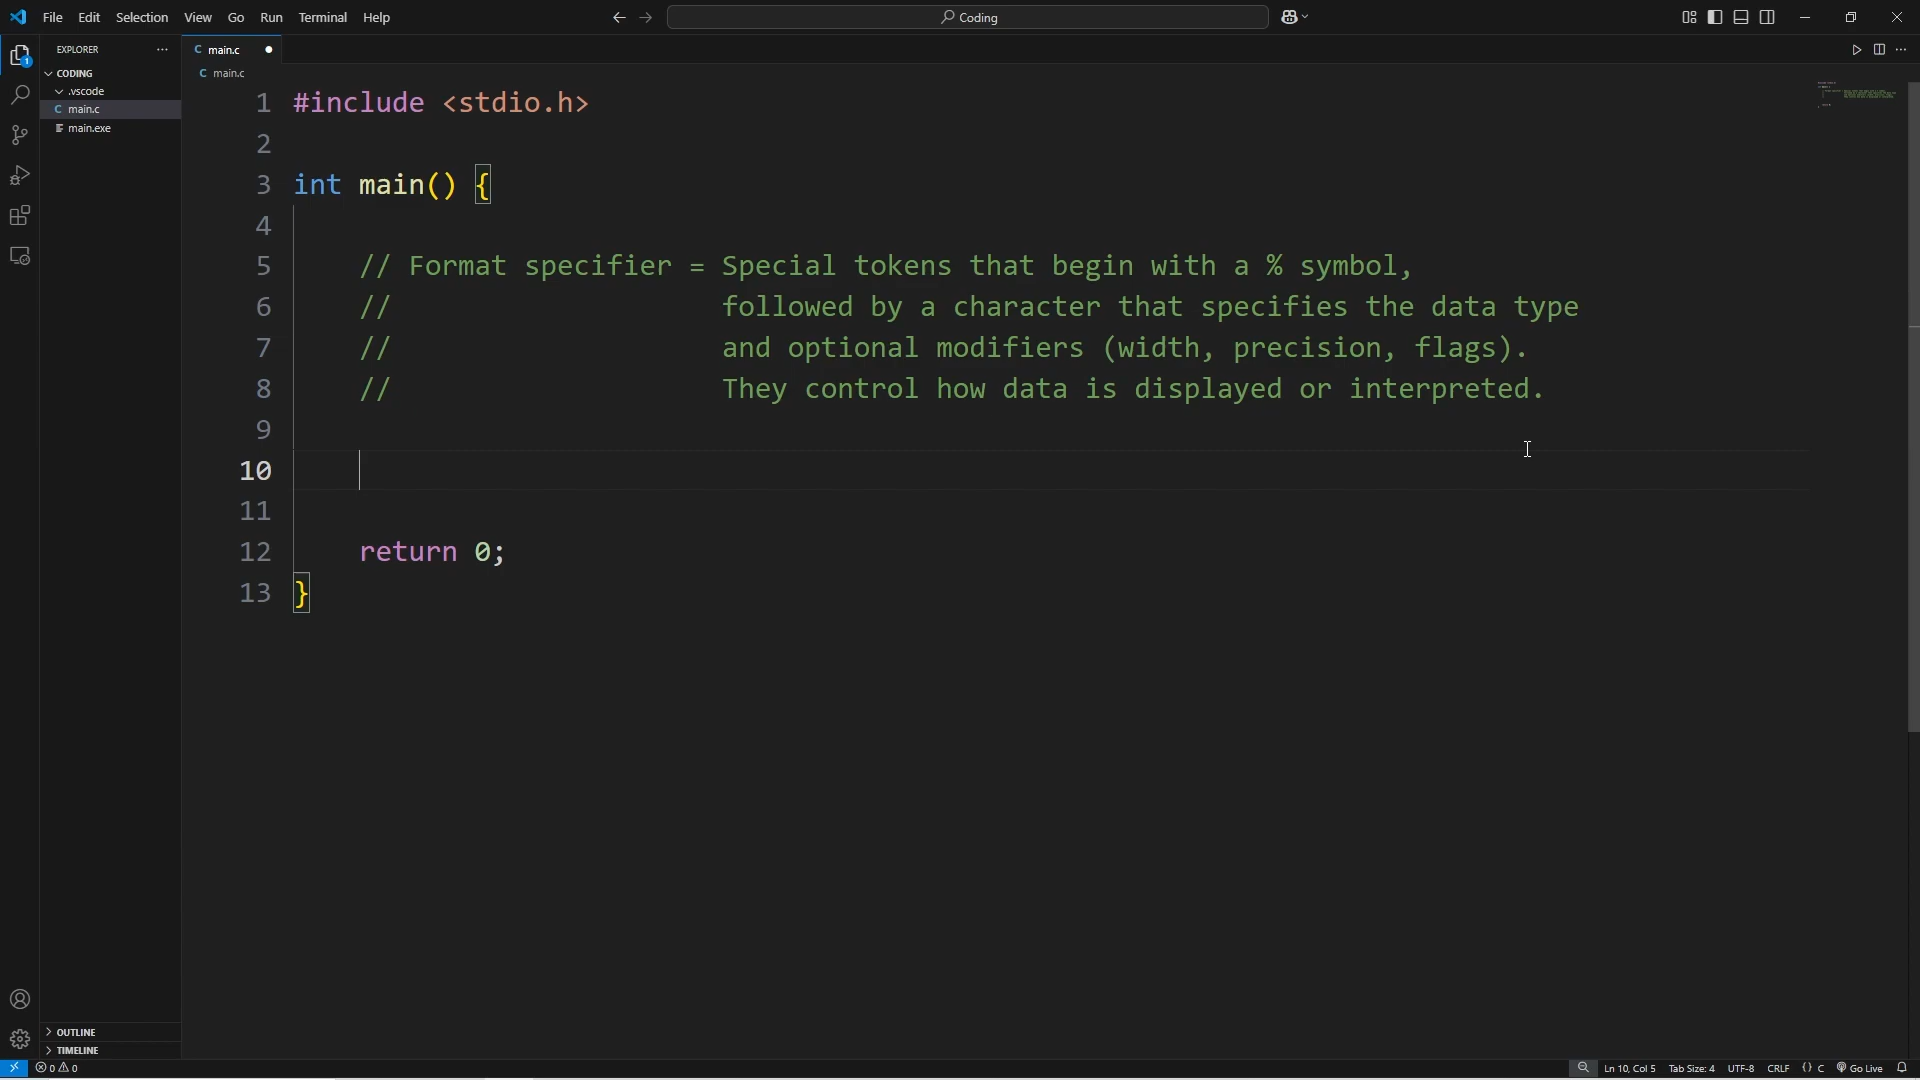 File Edit Selection View Go Run Terminal Help
Coding
EXPLORER
main.c
CODING
main.c
.vscode
main.c
main.exe
1 #include <stdio.h>
2
3 int main() {
4
5 // Format specifier = Special tokens that begin with a % symbol,
6 // followed by a character that specifies the data type
7 // and optional modifiers (width, precision, flags).
8 // They control how data is displayed or interpreted.
9
10
11
12 return 0;
13 }
OUTLINE
TIMELINE
0 0 Ln 10, Col 5 Tab Size: 4 UTF-8 CRLF {} C Go Live